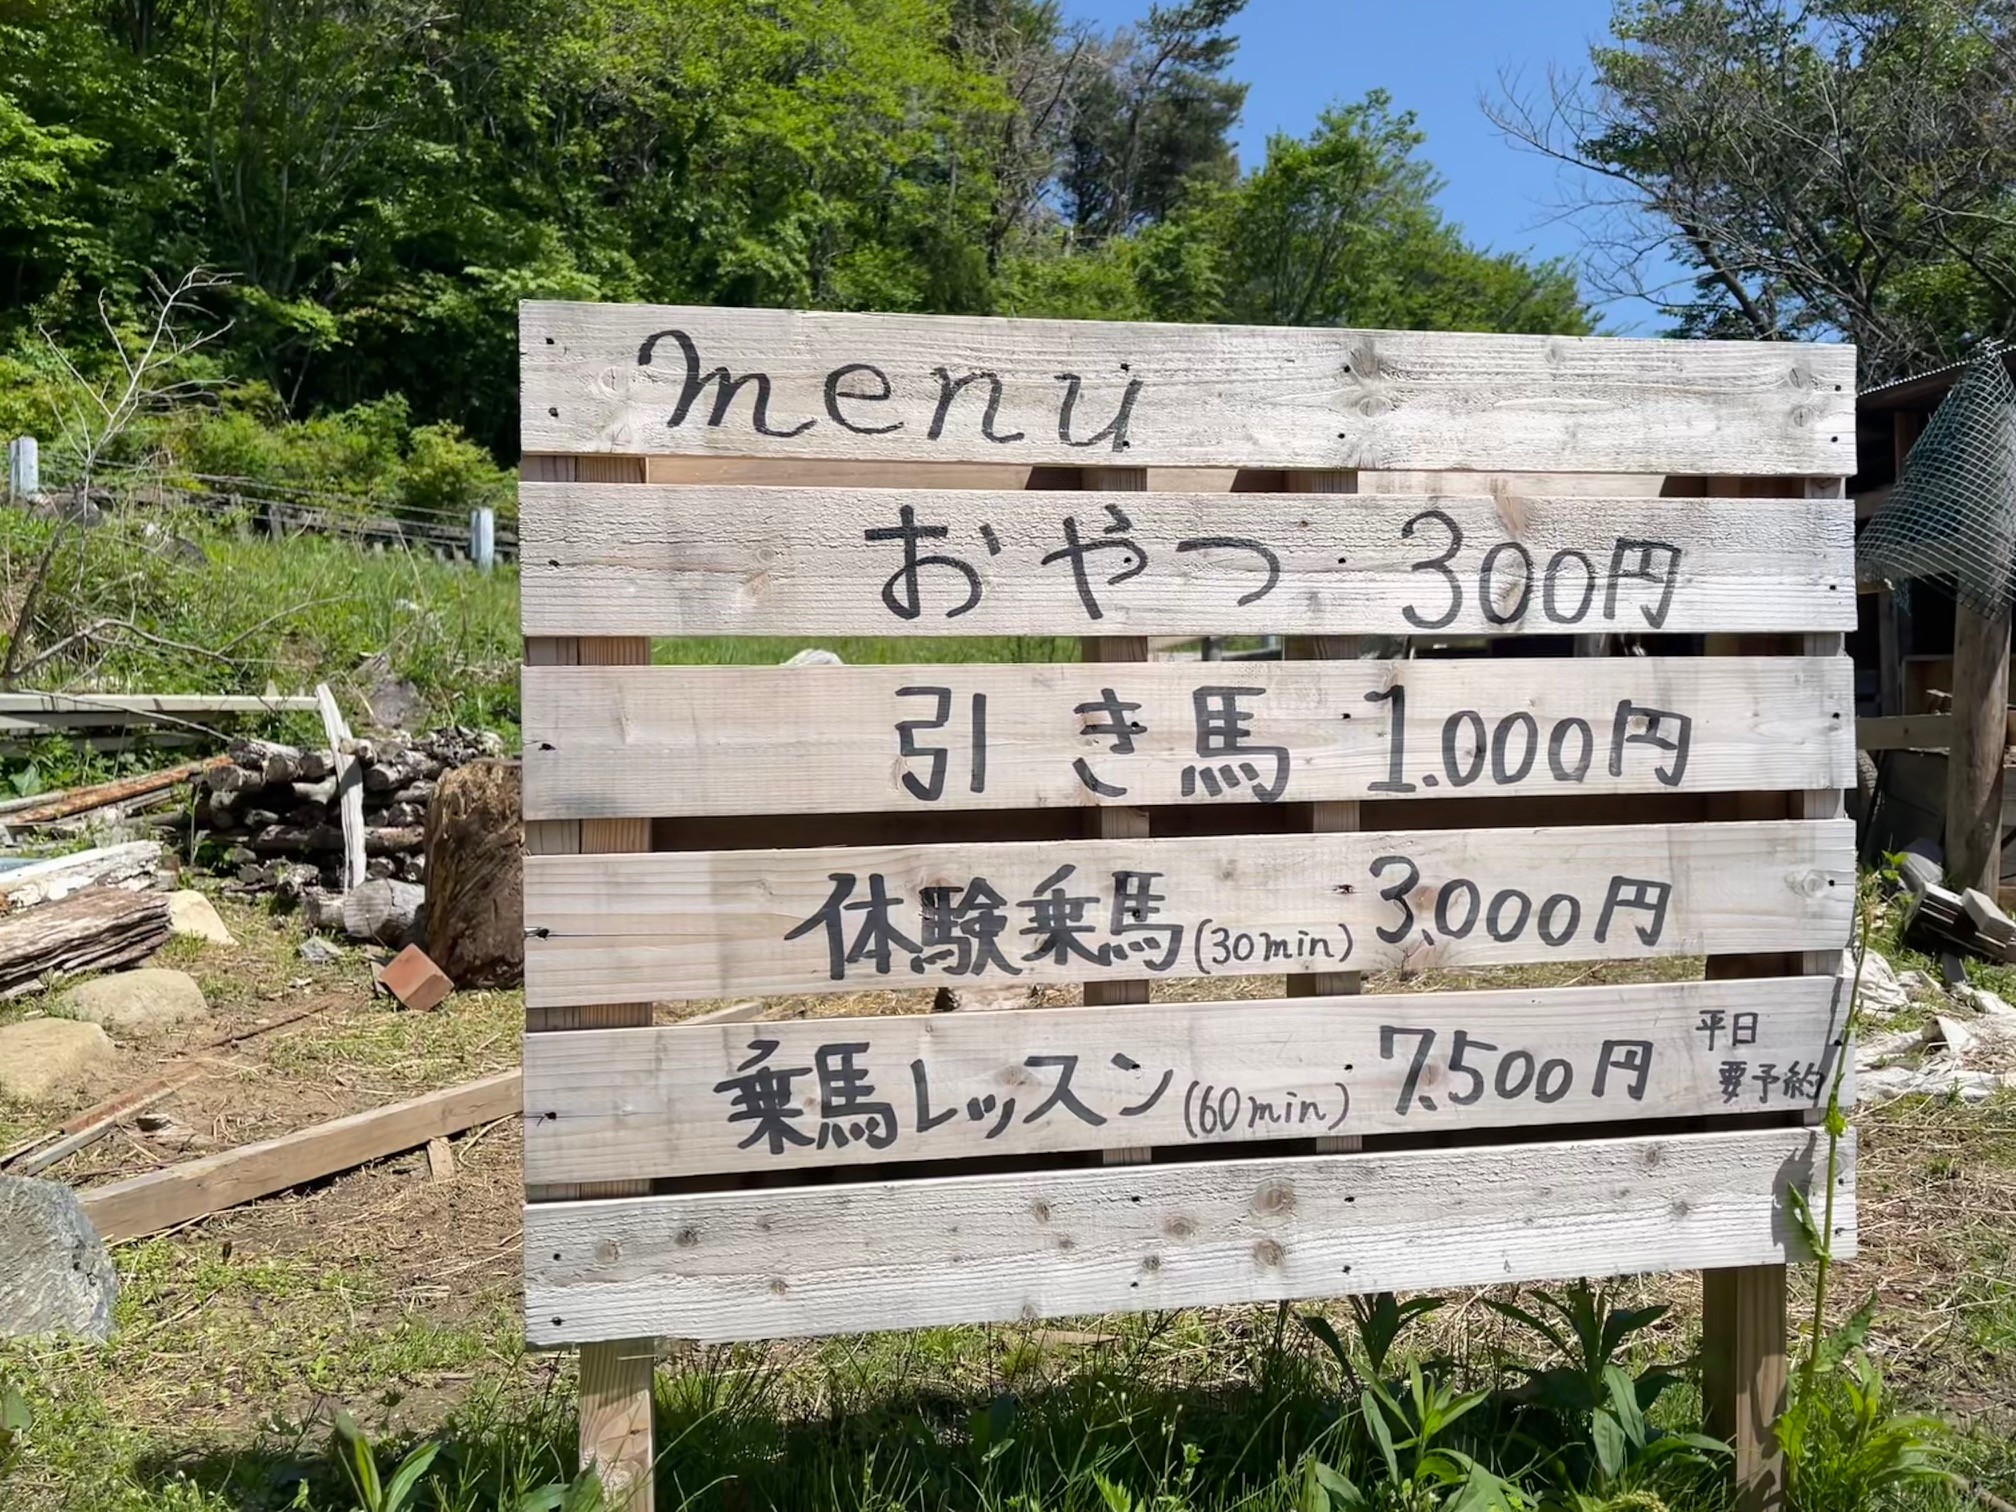 menu
おやつ 300円
引き馬 1.000円
体験乗馬(30min) 3,000円
乗馬レッスン(60min) 7,500円 平日
要予約